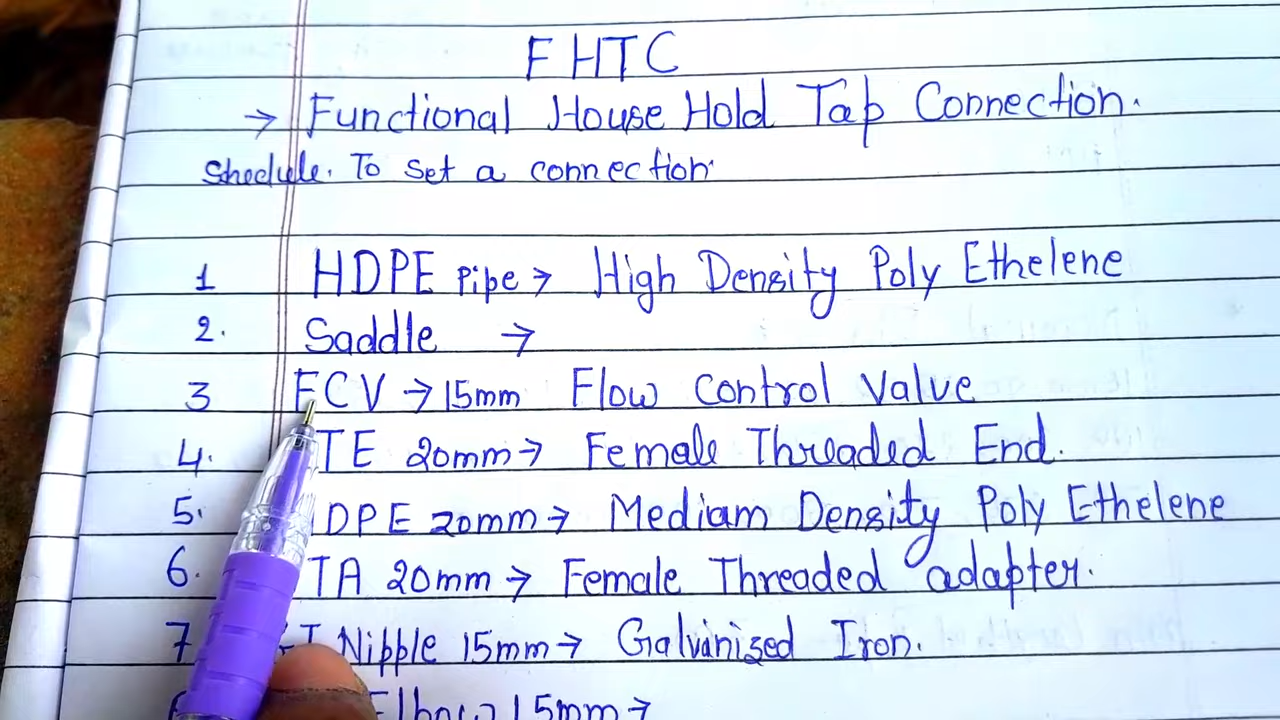 FHTC
→ Functional House Hold Tap Connection.
Shedule. To set a connection
1 HDPE Pipe → High Density Poly Ethelene
2. Saddle →
3 FCV → 15mm Flow Control Valve
4. TE 20mm → Female Threaded End.
5. DPE 20mm → Mediam Density Poly Ethelene
6. TA 20mm → Female Threaded adapter.
7 I Nipple 15mm → Galvanised Iron.
Elbow 15mm →